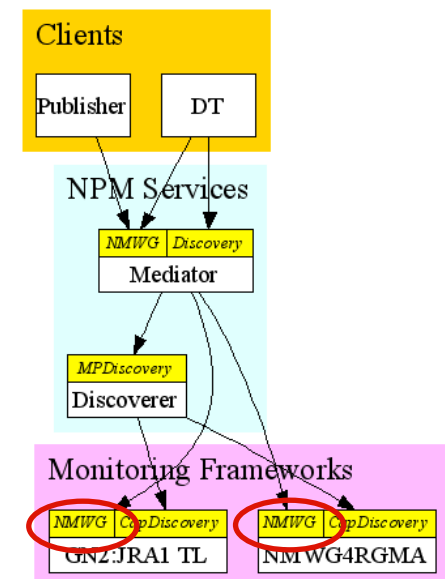 Clients
Publisher DT
NPM Services
NMWG Discovery
Mediator
MPDiscovery
Discoverer
Monitoring Frameworks
NMWG CapDiscovery NMWG CapDiscovery
GN2:JRA1 TL NMWG4RGMA